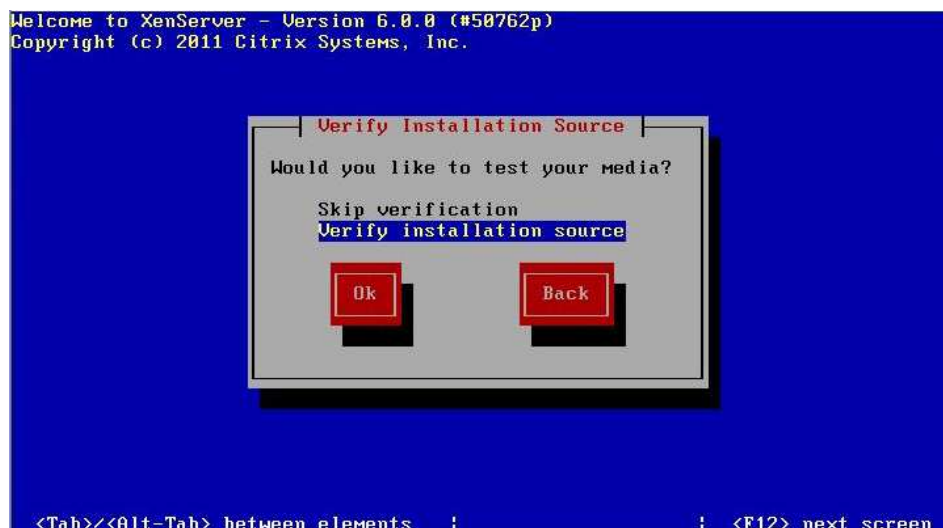 Welcome to XenServer - Version 6.0.0 (#50762p)
Copyright (c) 2011 Citrix Systems, Inc.
Verify Installation Source
Would you like to test your media?
Skip verification
Verify installation source
Ok Back
<Tab>/<Alt-Tab> between elements | | <F12> next screen